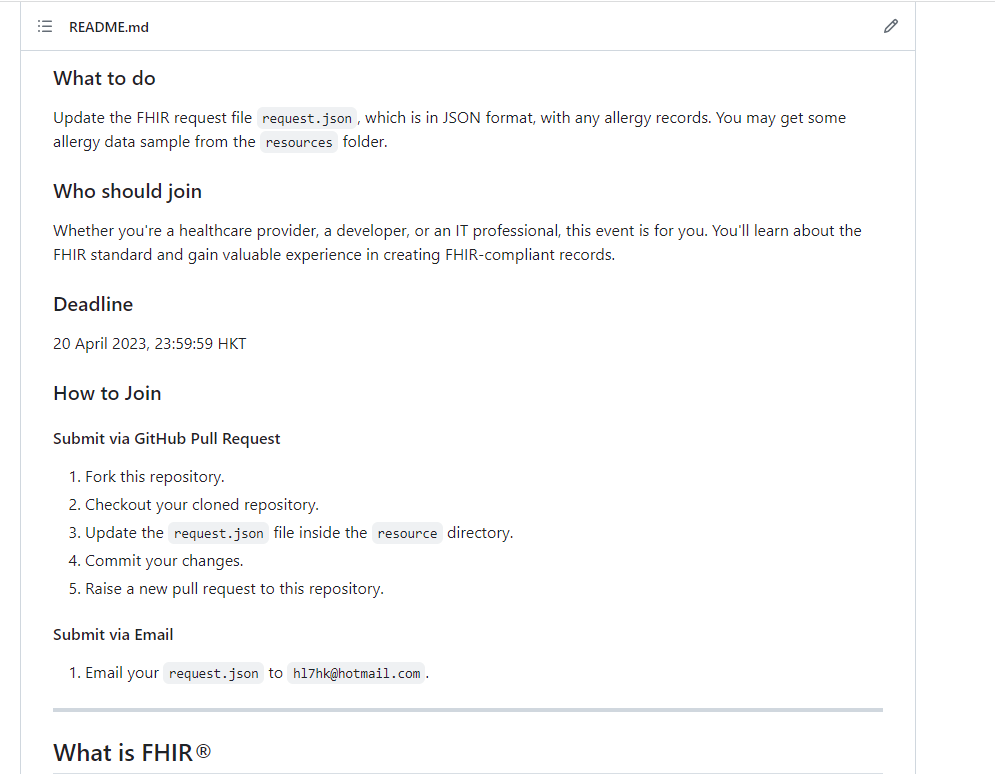 README.md
What to do
Update the FHIR request file request.json, which is in JSON format, with any allergy records. You may get some
allergy data sample from the resources folder.
Who should join
Whether you're a healthcare provider, a developer, or an IT professional, this event is for you. You'll learn about the
FHIR standard and gain valuable experience in creating FHIR-compliant records.
Deadline
20 April 2023, 23:59:59 HKT
How to Join
Submit via GitHub Pull Request
1. Fork this repository.
2. Checkout your cloned repository.
3. Update the request.json file inside the resource directory.
4. Commit your changes.
5. Raise a new pull request to this repository.
Submit via Email
1. Email your request.json to hl7hk@hotmail.com.
What is FHIR®